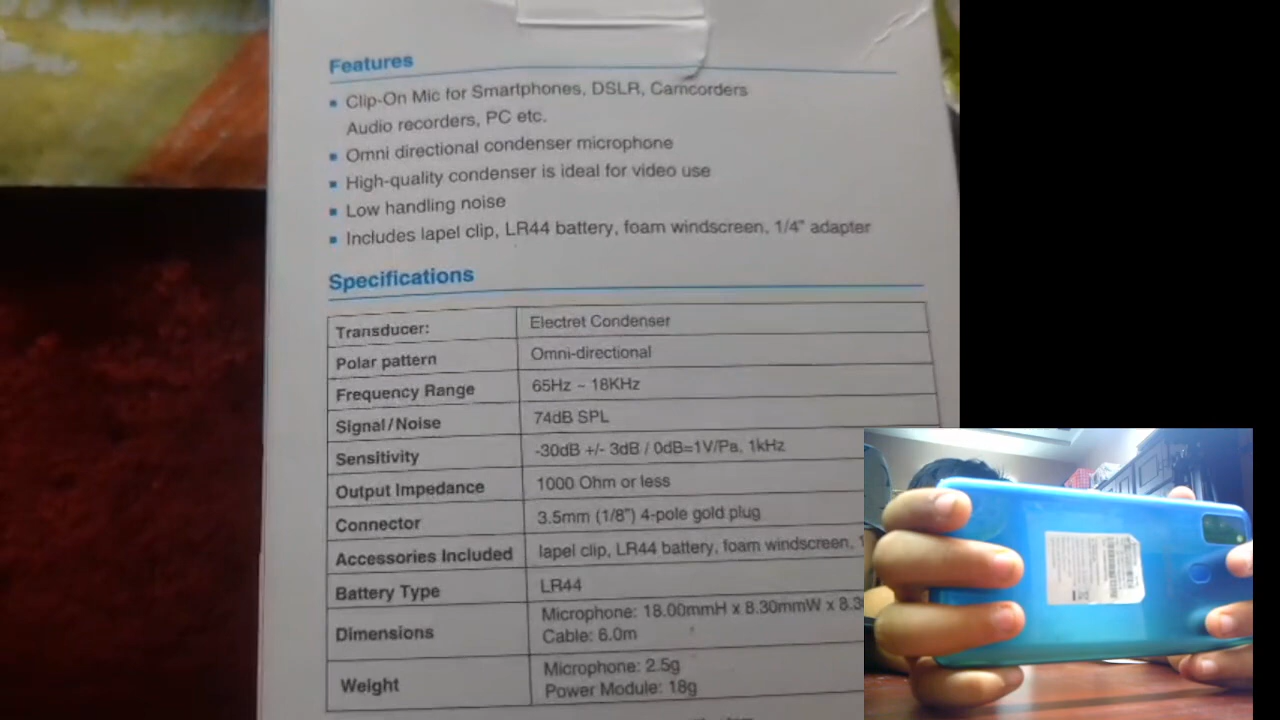 Features
Clip-On Mic for Smartphones, DSLR, Camcorders
Audio recorders, PC etc.
Omni directional condenser microphone
High-quality condenser is ideal for video use
Low handling noise
Includes lapel clip, LR44 battery, foam windscreen, 1/4" adapter
Specifications
Transducer: Electret Condenser
Polar pattern Omni-directional
Frequency Range 65Hz ~ 18KHz
Signal/Noise 74dB SPL
Sensitivity -30dB +/- 3dB / 0dB=1V/Pa, 1kHz
Output Impedance 1000 Ohm or less
Connector 3.5mm (1/8") 4-pole gold plug
Accessories Included lapel clip, LR44 battery, foam windscreen,
Battery Type LR44
Dimensions Microphone: 18.00mmH x 8.30mmW x
Cable: 6.0m
Weight Microphone: 2.5g
Power Module: 18g